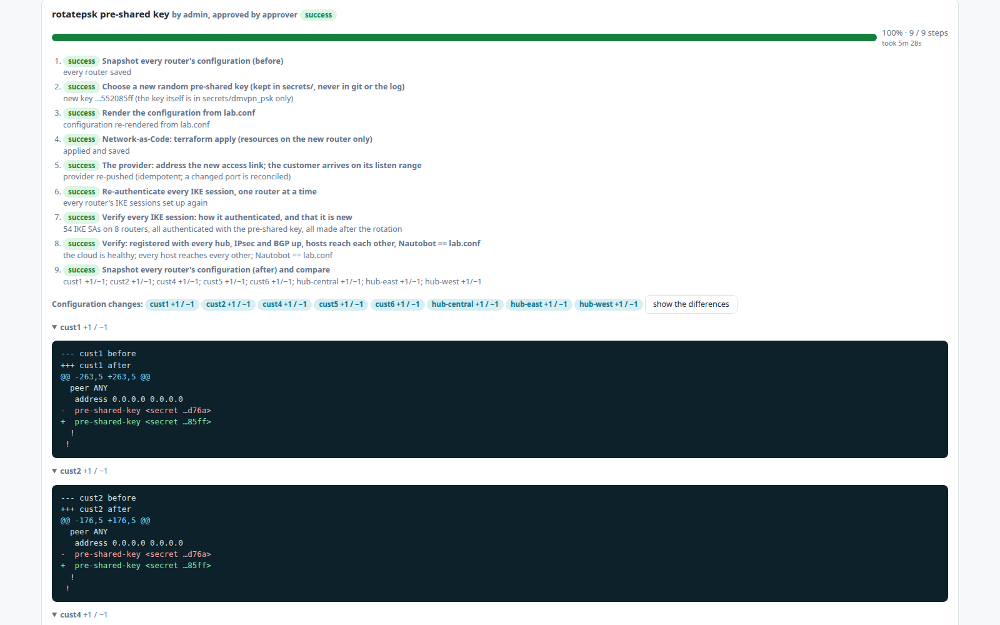 rotatepsk pre-shared key by admin, approved by approver success
100% · 9 / 9 steps
took 5m 28s
1. success Snapshot every router's configuration (before)
every router saved
2. success Choose a new random pre-shared key (kept in secrets/, never in git or the log)
new key …552085ff (the key itself is in secrets/dmvpn_psk only)
3. success Render the configuration from lab.conf
configuration re-rendered from lab.conf
4. success Network-as-Code: terraform apply (resources on the new router only)
applied and saved
5. success The provider: address the new access link; the customer arrives on its listen range
provider re-pushed (idempotent; a changed port is reconciled)
6. success Re-authenticate every IKE session, one router at a time
every router's IKE sessions set up again
7. success Verify every IKE session: how it authenticated, and that it is new
54 IKE SAs on 8 routers, all authenticated with the pre-shared key, all made after the rotation
8. success Verify: registered with every hub, IPsec and BGP up, hosts reach each other, Nautobot == lab.conf
the cloud is healthy; every host reaches every other; Nautobot == lab.conf
9. success Snapshot every router's configuration (after) and compare
cust1 +1/−1; cust2 +1/−1; cust4 +1/−1; cust5 +1/−1; cust6 +1/−1; hub-central +1/−1; hub-east +1/−1; hub-west +1/−1
Configuration changes: cust1 +1 / −1 cust2 +1 / −1 cust4 +1 / −1 cust5 +1 / −1 cust6 +1 / −1 hub-central +1 / −1 hub-east +1 / −1 hub-west +1 / −1 show the differences
▼ cust1 +1 / −1
--- cust1 before
+++ cust1 after
@@ -263,5 +263,5 @@
peer ANY
address 0.0.0.0 0.0.0.0
- pre-shared-key <secret …d76a>
+ pre-shared-key <secret …85ff>
!
!
▼ cust2 +1 / −1
--- cust2 before
+++ cust2 after
@@ -176,5 +176,5 @@
peer ANY
address 0.0.0.0 0.0.0.0
- pre-shared-key <secret …d76a>
+ pre-shared-key <secret …85ff>
!
!
▼ cust4 +1 / −1